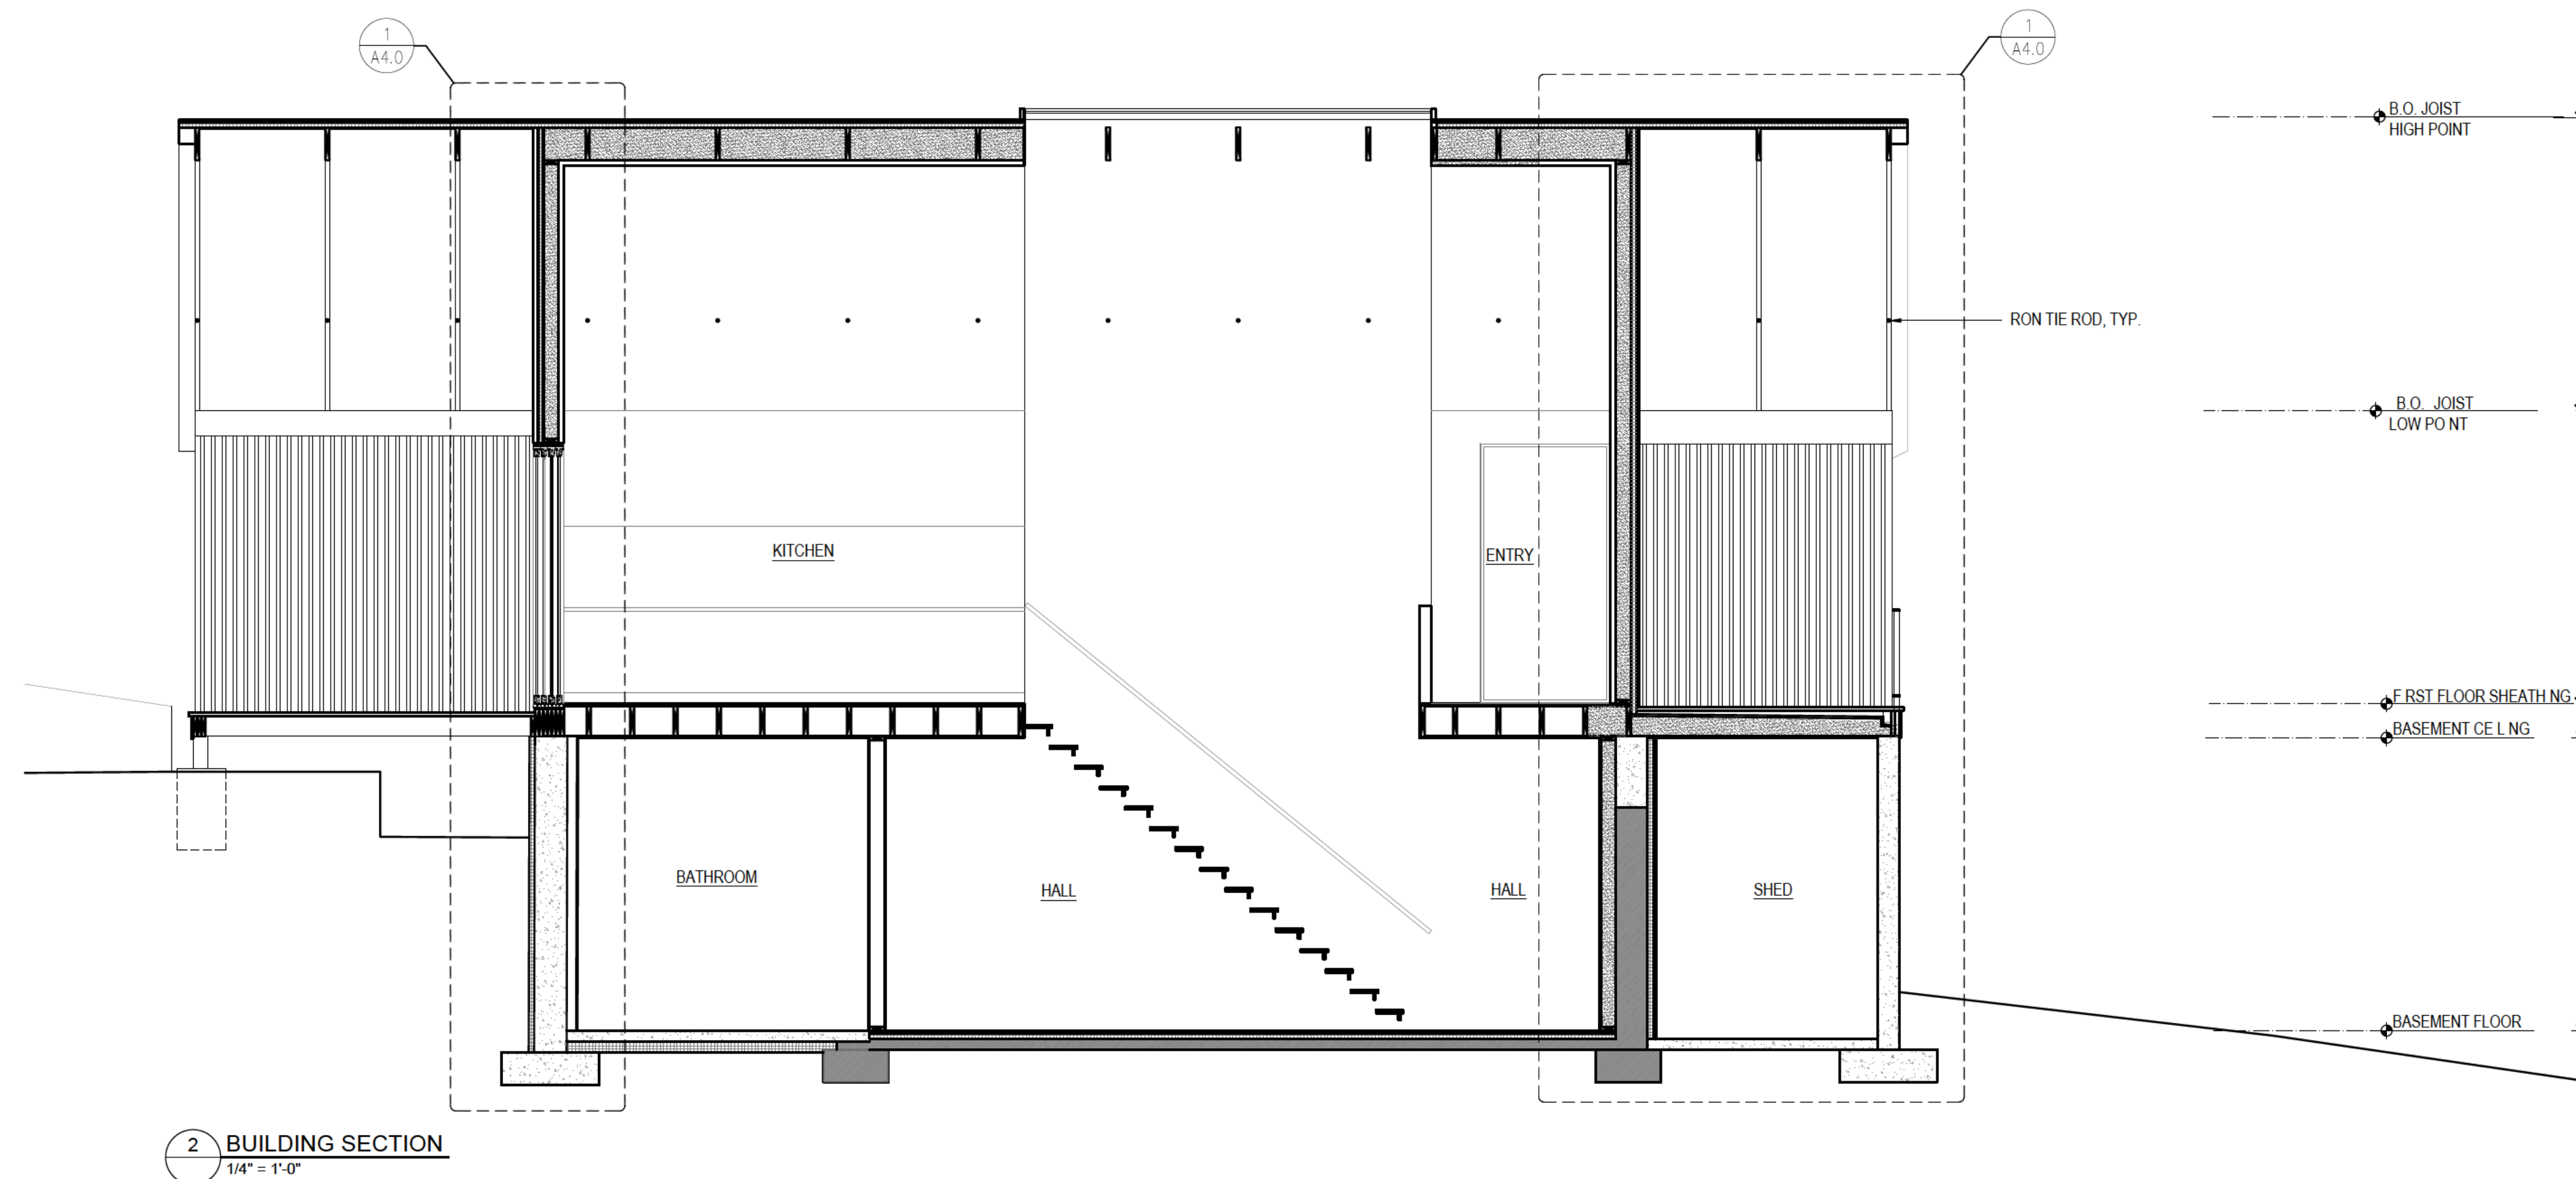 1
A4.0
1
A4.0
B.O. JOIST
HIGH POINT
RON TIE ROD, TYP.
B.O. JOIST
LOW PO NT
KITCHEN
ENTRY
F RST FLOOR SHEATH NG
BASEMENT CE L NG
BATHROOM
HALL
HALL
SHED
BASEMENT FLOOR
2 BUILDING SECTION
1/4" = 1'-0"